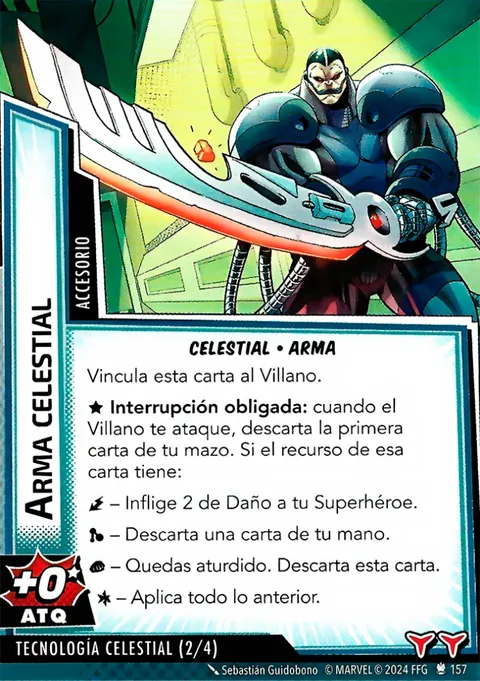 ACCESORIO
ARMA CELESTIAL
CELESTIAL • ARMA
Vincula esta carta al Villano.
★ Interrupción obligada: cuando el
Villano te ataque, descarta la primera
carta de tu mazo. Si el recurso de esa
carta tiene:
– Inflige 2 de Daño a tu Superhéroe.
– Descarta una carta de tu mano.
– Quedas aturdido. Descarta esta carta.
– Aplica todo lo anterior.
+0★
ATQ
TECNOLOGÍA CELESTIAL (2/4)
Sebastián Guidobono © MARVEL © 2024 FFG 157